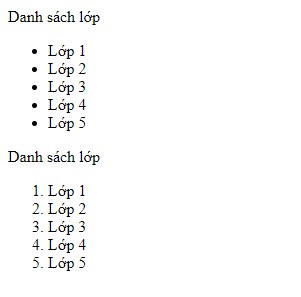 Danh sách lớp
• Lớp 1
• Lớp 2
• Lớp 3
• Lớp 4
• Lớp 5
Danh sách lớp
1. Lớp 1
2. Lớp 2
3. Lớp 3
4. Lớp 4
5. Lớp 5